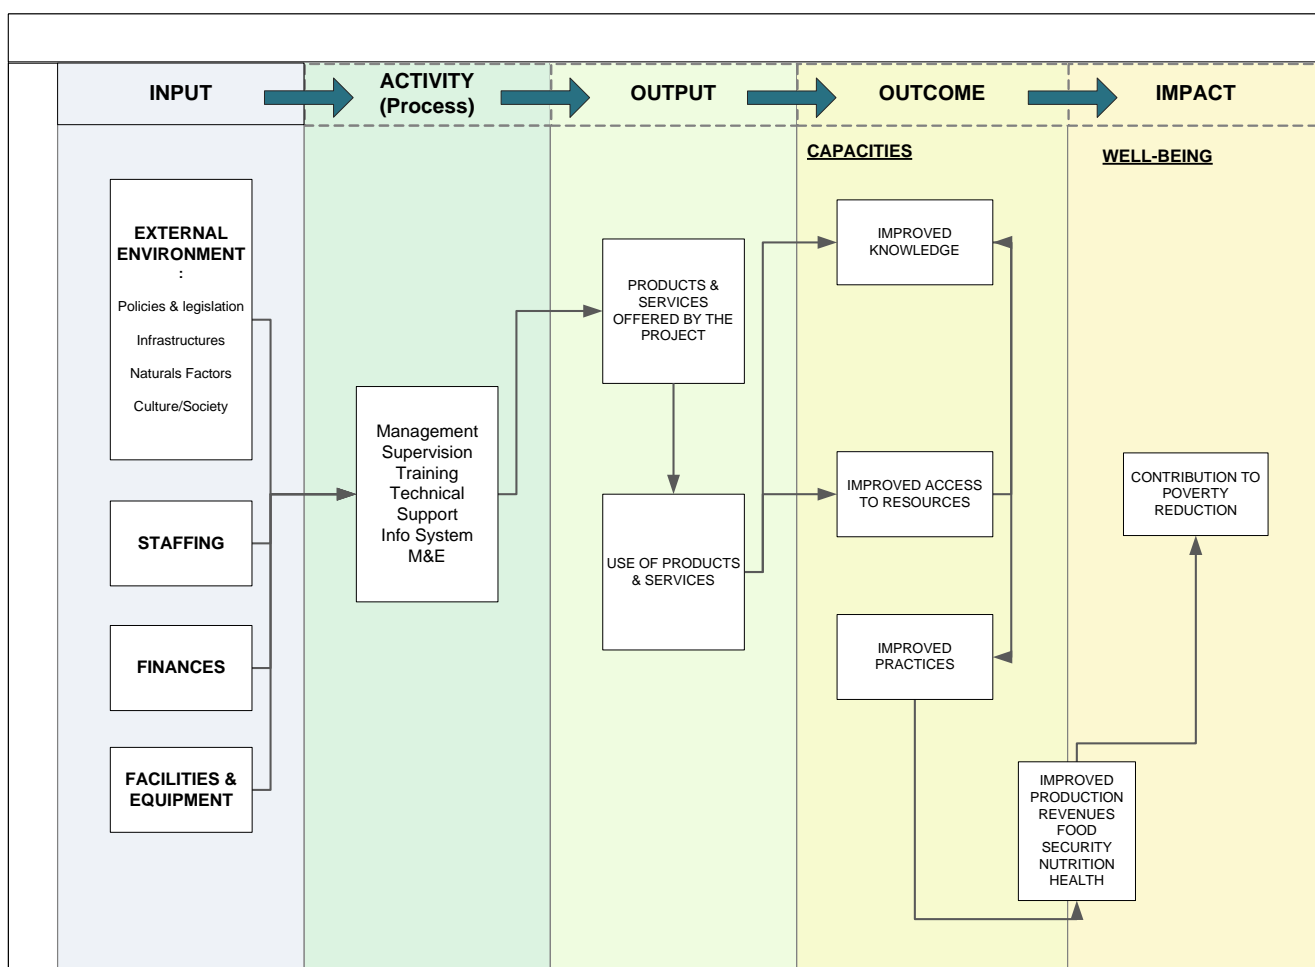 INPUT
ACTIVITY
(Process)
OUTPUT
OUTCOME
IMPACT
CAPACITIES
WELL-BEING
EXTERNAL
ENVIRONMENT
:
Policies & legislation
Infrastructures
Naturals Factors
Culture/Society
STAFFING
FINANCES
FACILITIES &
EQUIPMENT
Management
Supervision
Training
Technical
Support
Info System
M&E
PRODUCTS &
SERVICES
OFFERED BY THE
PROJECT
USE OF PRODUCTS
& SERVICES
IMPROVED
KNOWLEDGE
IMPROVED ACCESS
TO RESOURCES
IMPROVED
PRACTICES
IMPROVED
PRODUCTION
REVENUES
FOOD
SECURITY
NUTRITION
HEALTH
CONTRIBUTION TO
POVERTY
REDUCTION